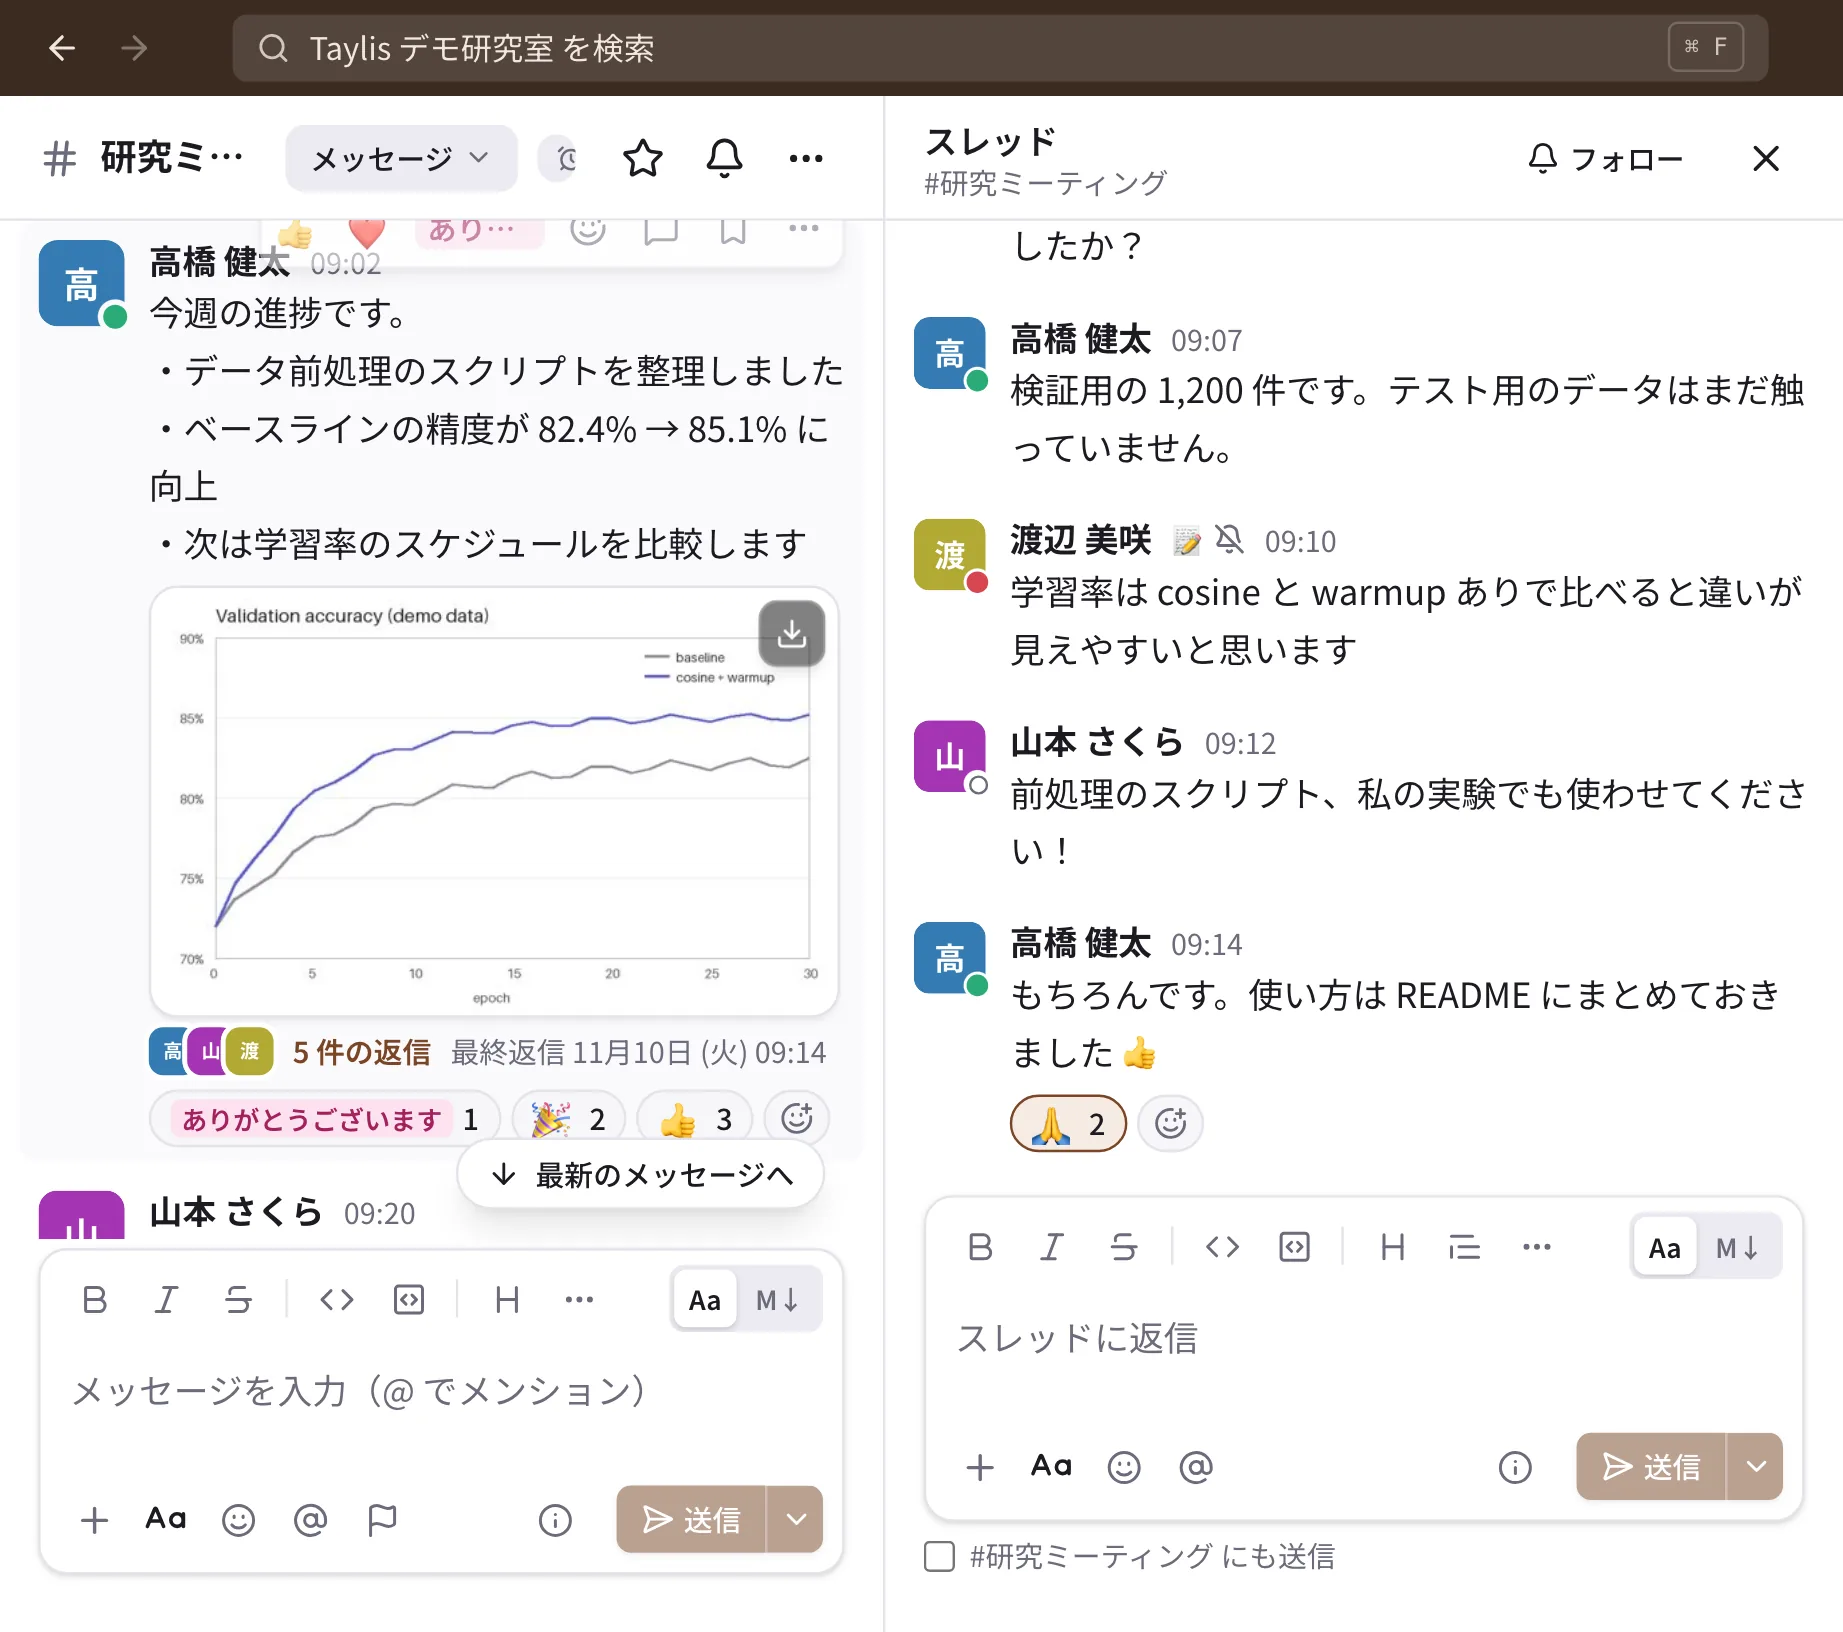 Taylis デモ研究室 を検索
⌘ F
# 研究ミ…
メッセージ
あり…
高
高橋 健太 09:02
今週の進捗です。
・データ前処理のスクリプトを整理しました
・ベースラインの精度が 82.4% → 85.1% に
向上
・次は学習率のスケジュールを比較します
Validation accuracy (demo data)
baseline
cosine + warmup
90%
85%
80%
75%
70%
0 5 10 15 20 25 30
epoch
高 山 渡 5 件の返信 最終返信 11月10日 (火) 09:14
ありがとうございます 1 🎉 2 👍 3
最新のメッセージへ
山
山本 さくら 09:20
B I S H Aa M↓
メッセージを入力（@ でメンション）
Aa @ 送信
スレッド
#研究ミーティング
フォロー
したか？
高
高橋 健太 09:07
検証用の 1,200 件です。テスト用のデータはまだ触
っていません。
渡
渡辺 美咲 📝 09:10
学習率は cosine と warmup ありで比べると違いが
見えやすいと思います
山
山本 さくら 09:12
前処理のスクリプト、私の実験でも使わせてくださ
い！
高
高橋 健太 09:14
もちろんです。使い方は README にまとめておき
ました 👍
🙏 2
B I S H Aa M↓
スレッドに返信
Aa @ 送信
#研究ミーティング にも送信